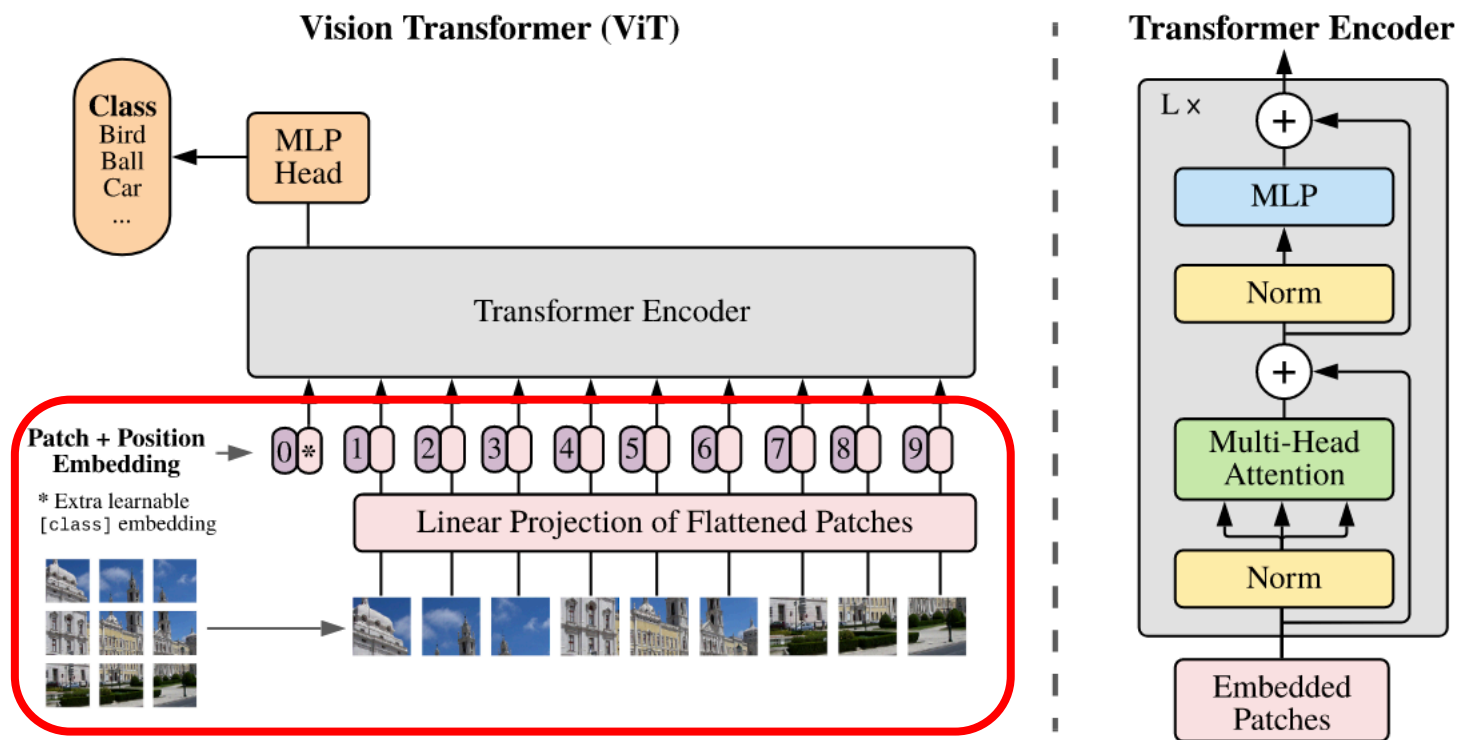 Vision Transformer (ViT)
Class
Bird
Ball
Car
...
MLP
Head
Transformer Encoder
Patch + Position
Embedding
* Extra learnable
[class] embedding
0 * 1 2 3 4 5 6 7 8 9
Linear Projection of Flattened Patches
Transformer Encoder
L ×
+
MLP
Norm
+
Multi-Head
Attention
Norm
Embedded
Patches